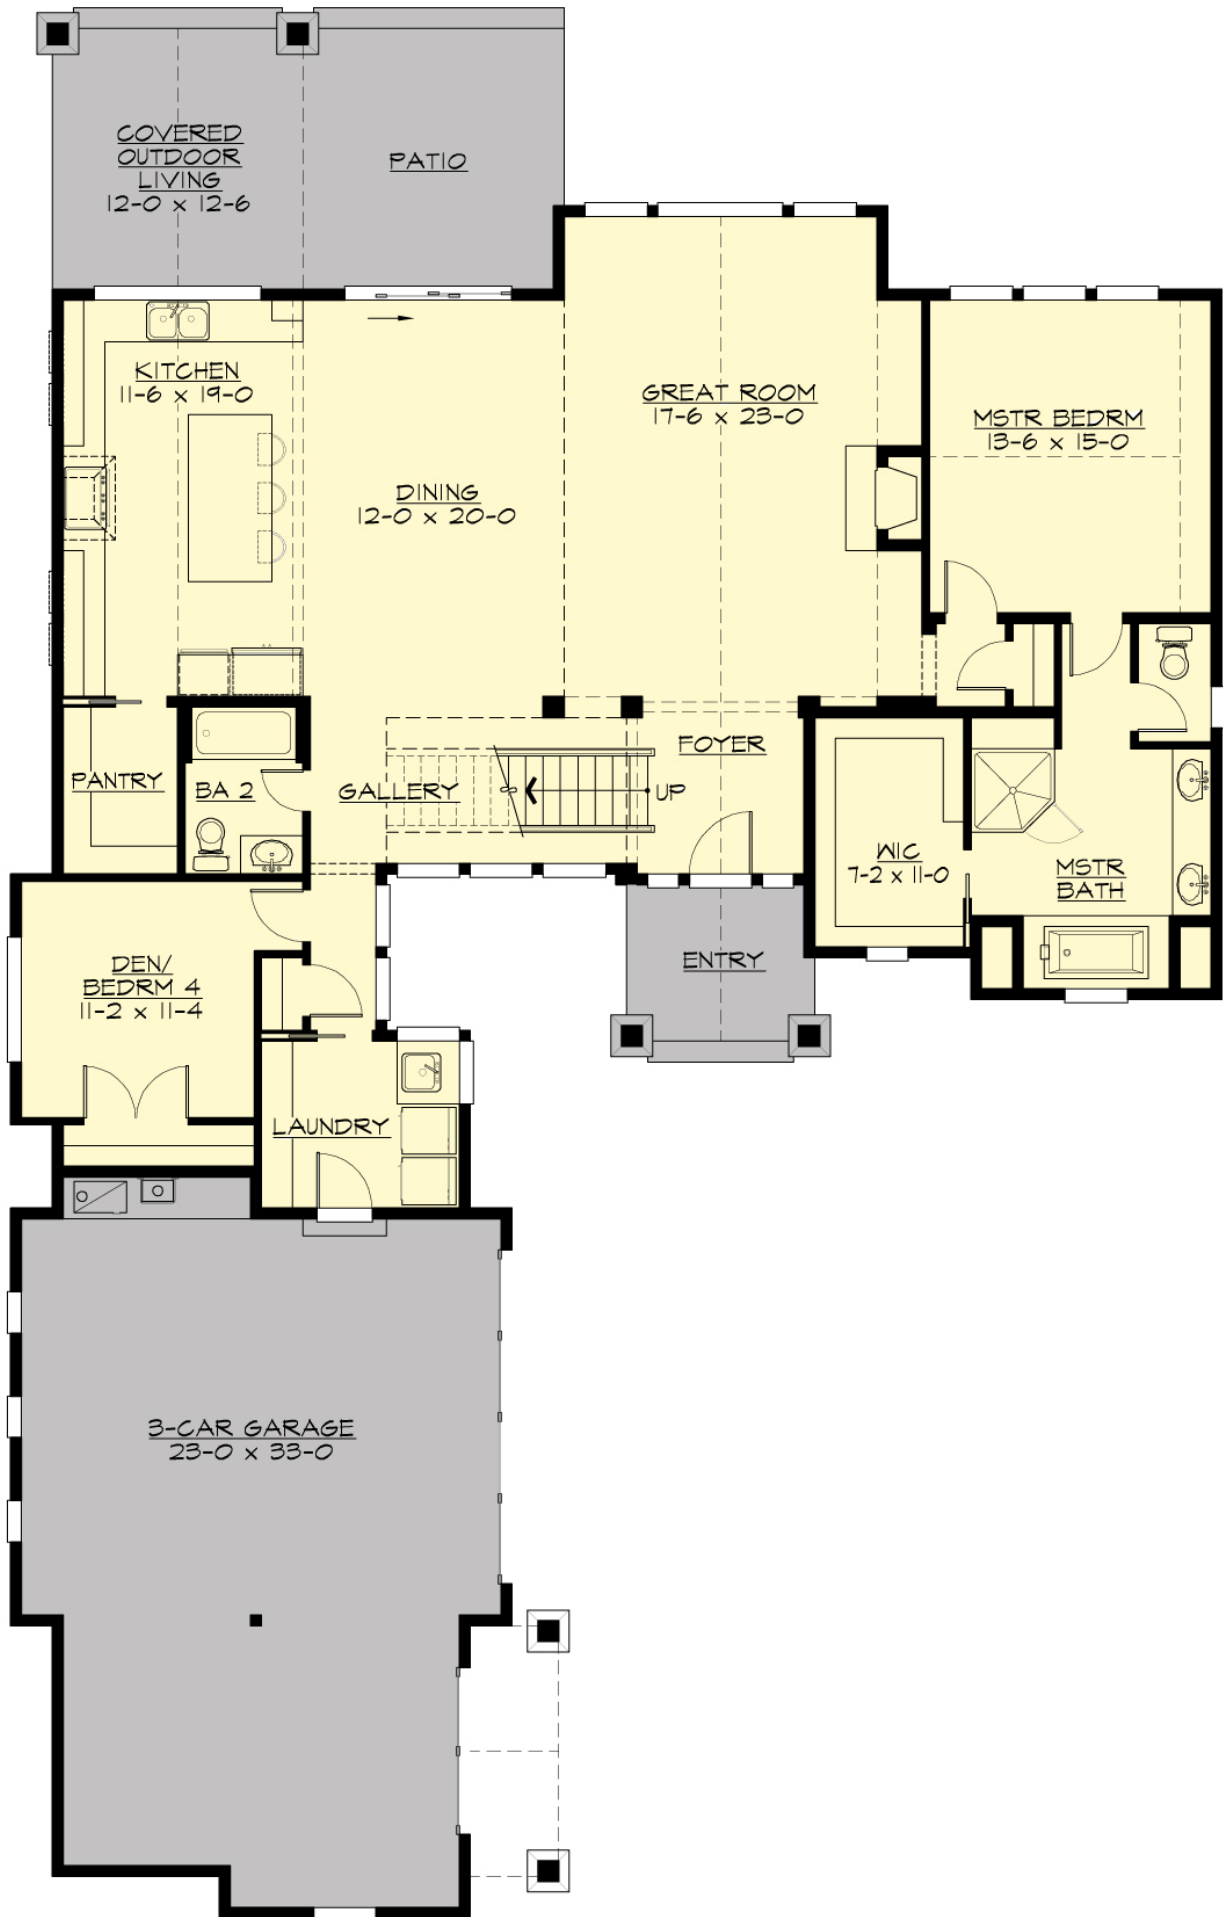 COVERED
OUTDOOR
LIVING
12-0 x 12-6
PATIO
KITCHEN
11-6 x 19-0
GREAT ROOM
17-6 x 23-0
MSTR BEDRM
13-6 x 15-0
DINING
12-0 x 20-0
FOYER
PANTRY
BA 2
GALLERY
UP
WIC
7-2 x 11-0
MSTR
BATH
DEN/
BEDRM 4
11-2 x 11-4
ENTRY
LAUNDRY
3-CAR GARAGE
23-0 x 33-0